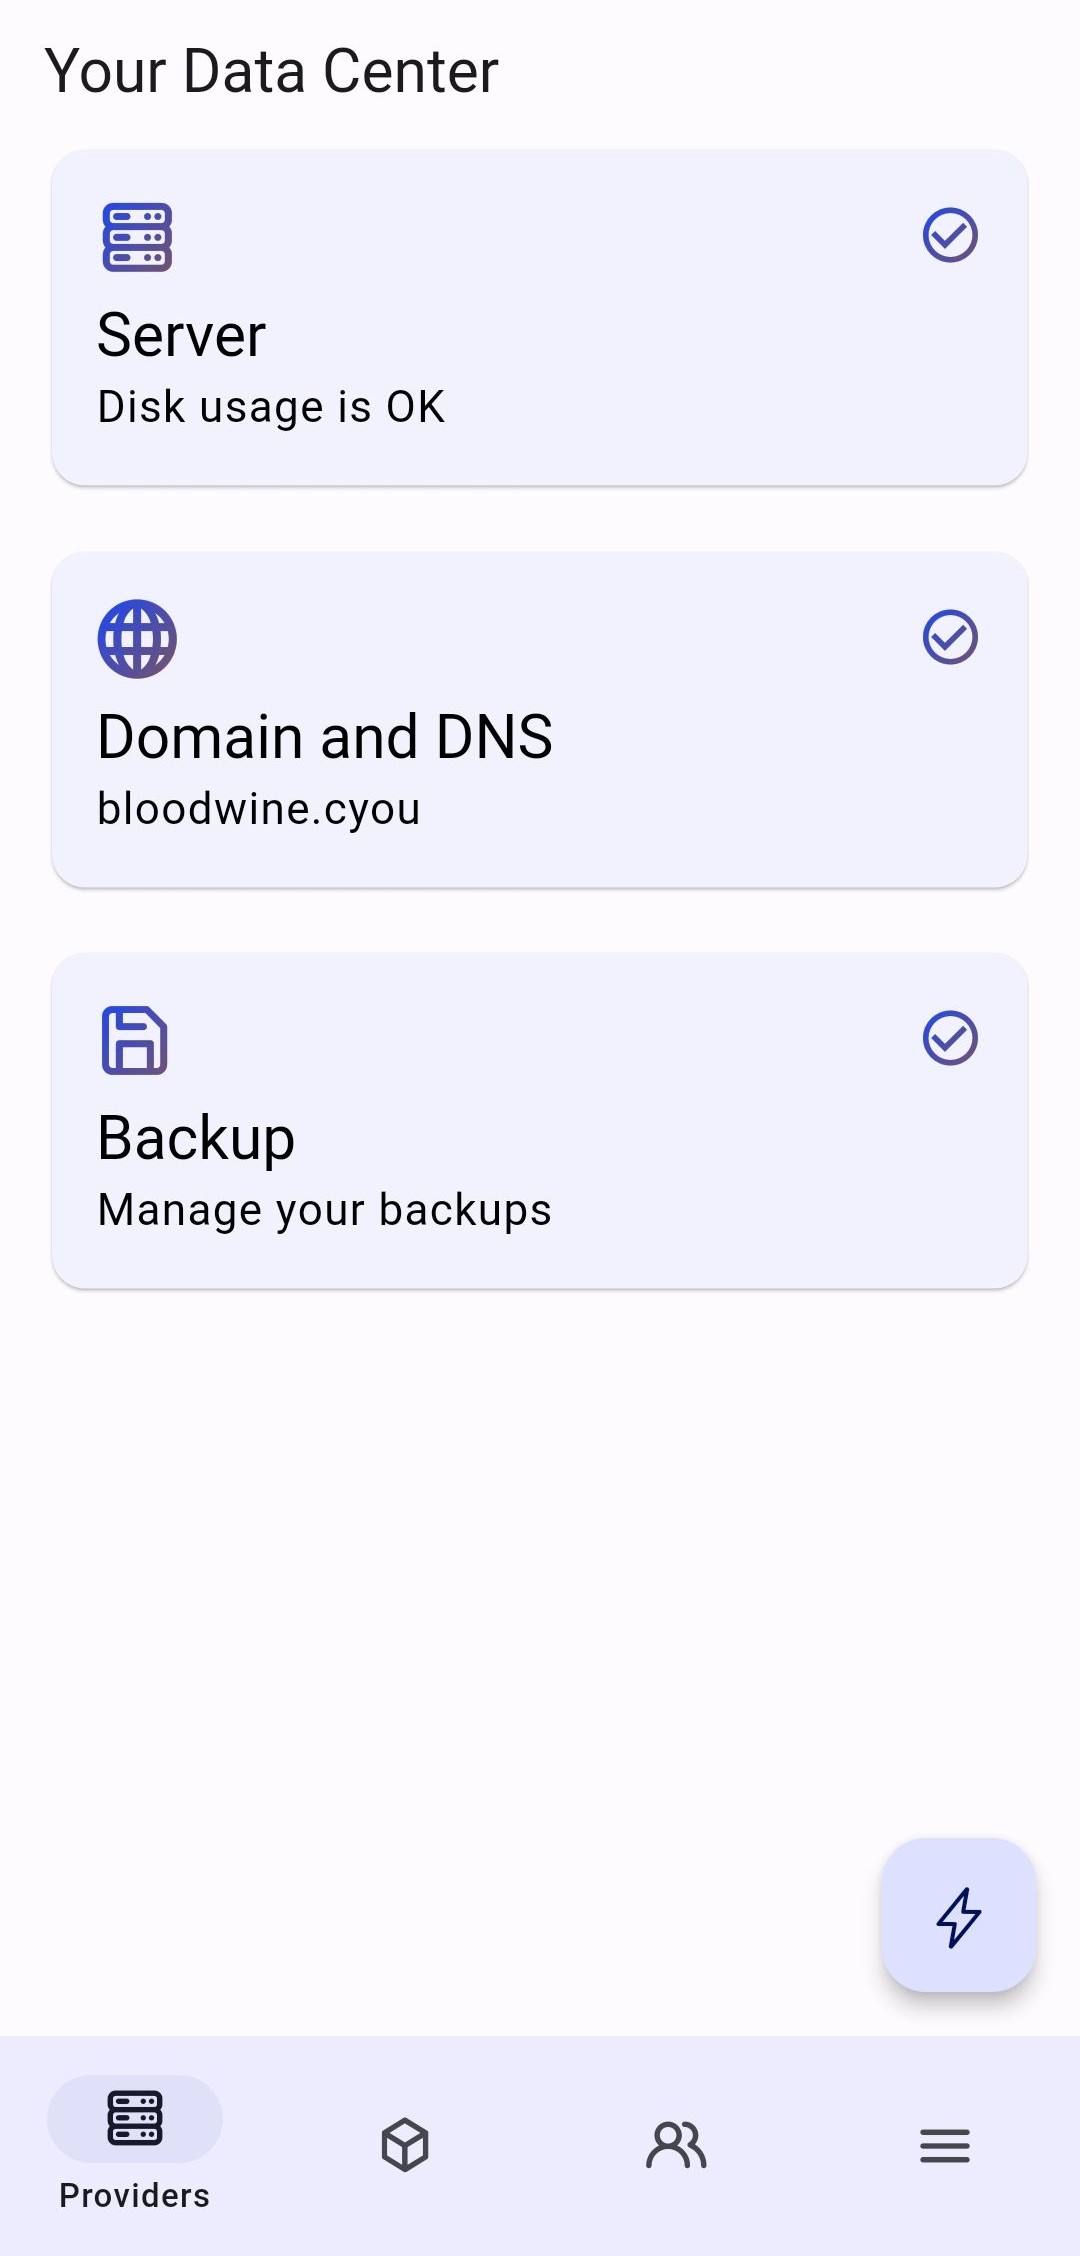 Your Data Center
Server
Disk usage is OK
Domain and DNS
bloodwine.cyou
Backup
Manage your backups
Providers